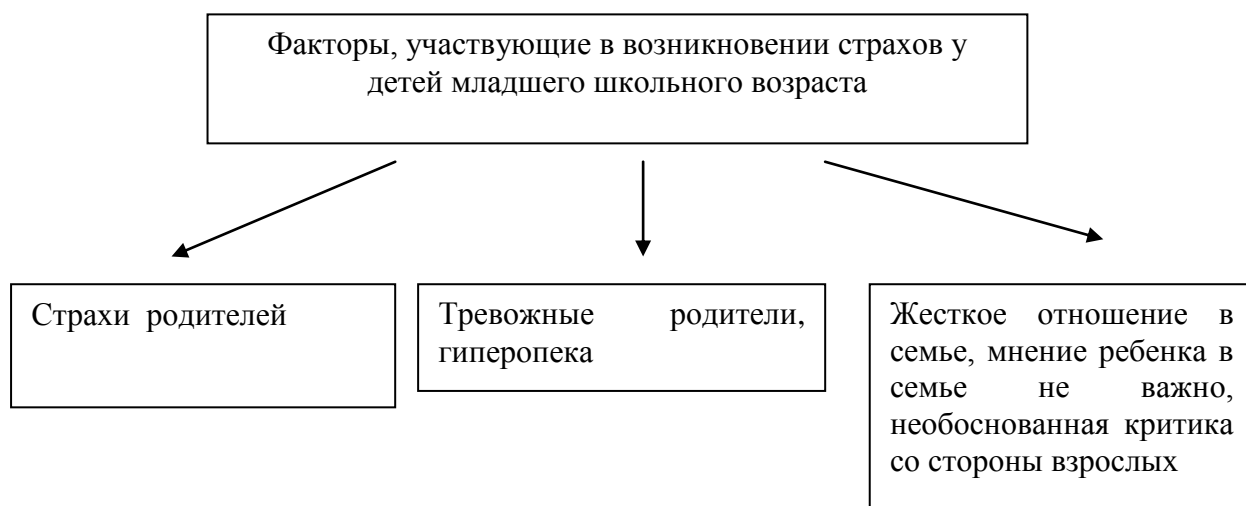 Факторы, участвующие в возникновении страхов у
детей младшего школьного возраста
Страхи родителей
Тревожные родители,
гиперопека
Жесткое отношение в
семье, мнение ребенка в
семье не важно,
необоснованная критика
со стороны взрослых